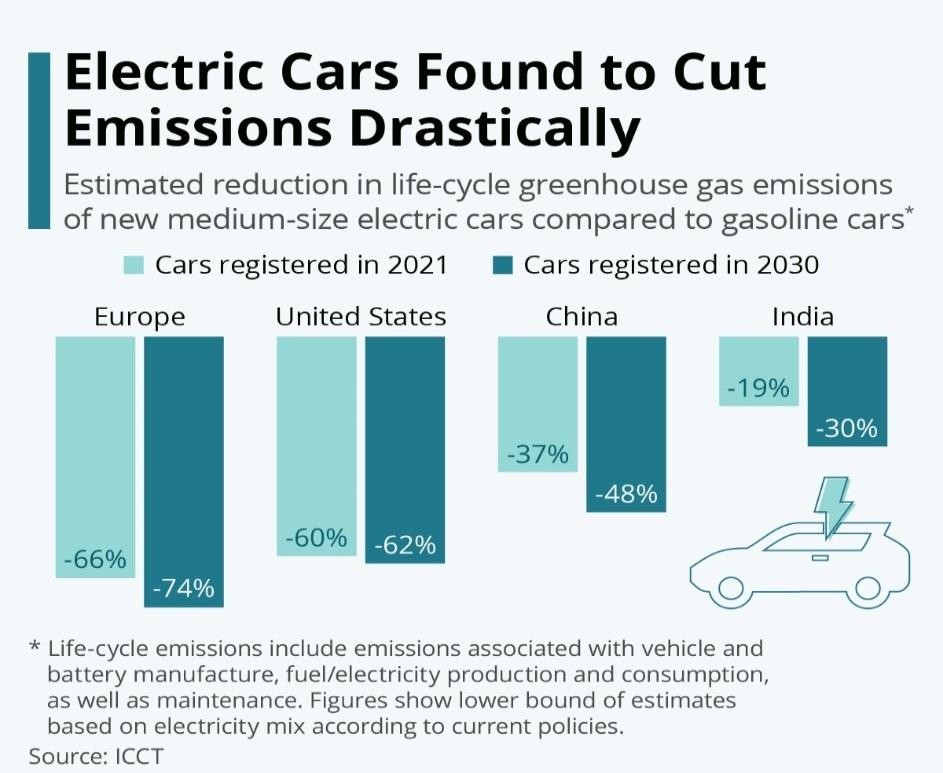 Electric Cars Found to Cut
Emissions Drastically
Estimated reduction in life-cycle greenhouse gas emissions
of new medium-size electric cars compared to gasoline cars*
Cars registered in 2021 Cars registered in 2030
Europe United States China India
-66% -74% -60% -62% -37% -48% -19% -30%
* Life-cycle emissions include emissions associated with vehicle and
battery manufacture, fuel/electricity production and consumption,
as well as maintenance. Figures show lower bound of estimates
based on electricity mix according to current policies.
Source: ICCT